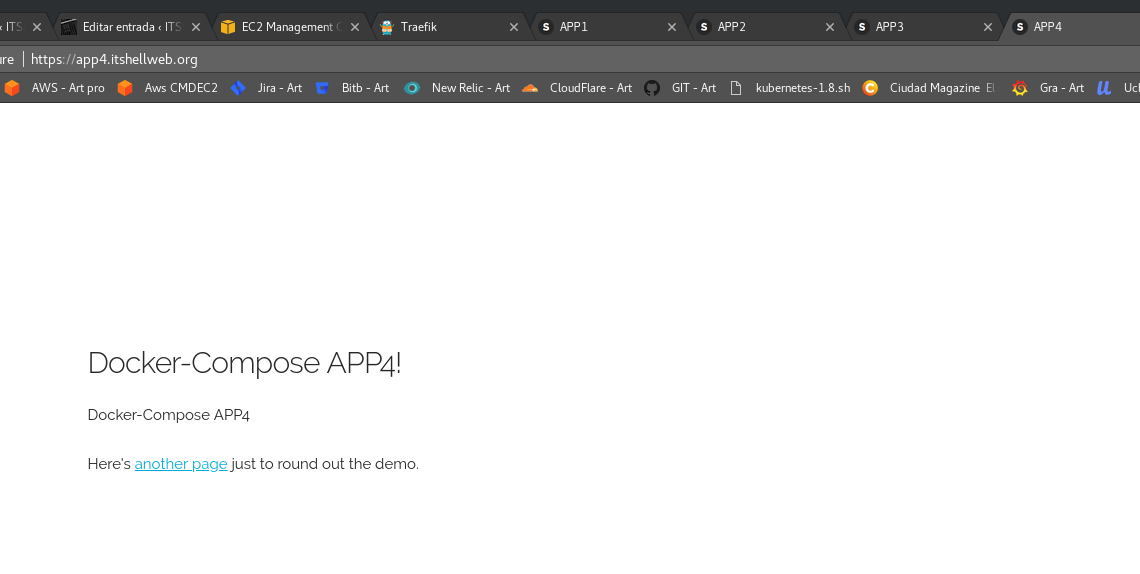 ‹ ITS Editar entrada ‹ ITS EC2 Management C Traefik APP1 APP2 APP3 APP4
ure https://app4.itshellweb.org
AWS - Art pro Aws CMDEC2 Jira - Art Bitb - Art New Relic - Art CloudFlare - Art GIT - Art kubernetes-1.8.sh Ciudad Magazine El Gra - Art Ucl
Docker-Compose APP4!
Docker-Compose APP4
Here's another page just to round out the demo.